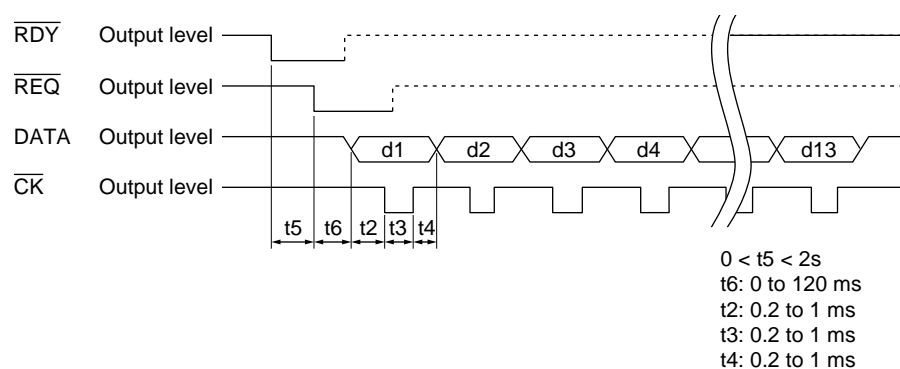 RDY Output level
REQ Output level
DATA Output level d1 d2 d3 d4 d13
CK Output level
t5 t6 t2 t3 t4
0 < t5 < 2s
t6: 0 to 120 ms
t2: 0.2 to 1 ms
t3: 0.2 to 1 ms
t4: 0.2 to 1 ms